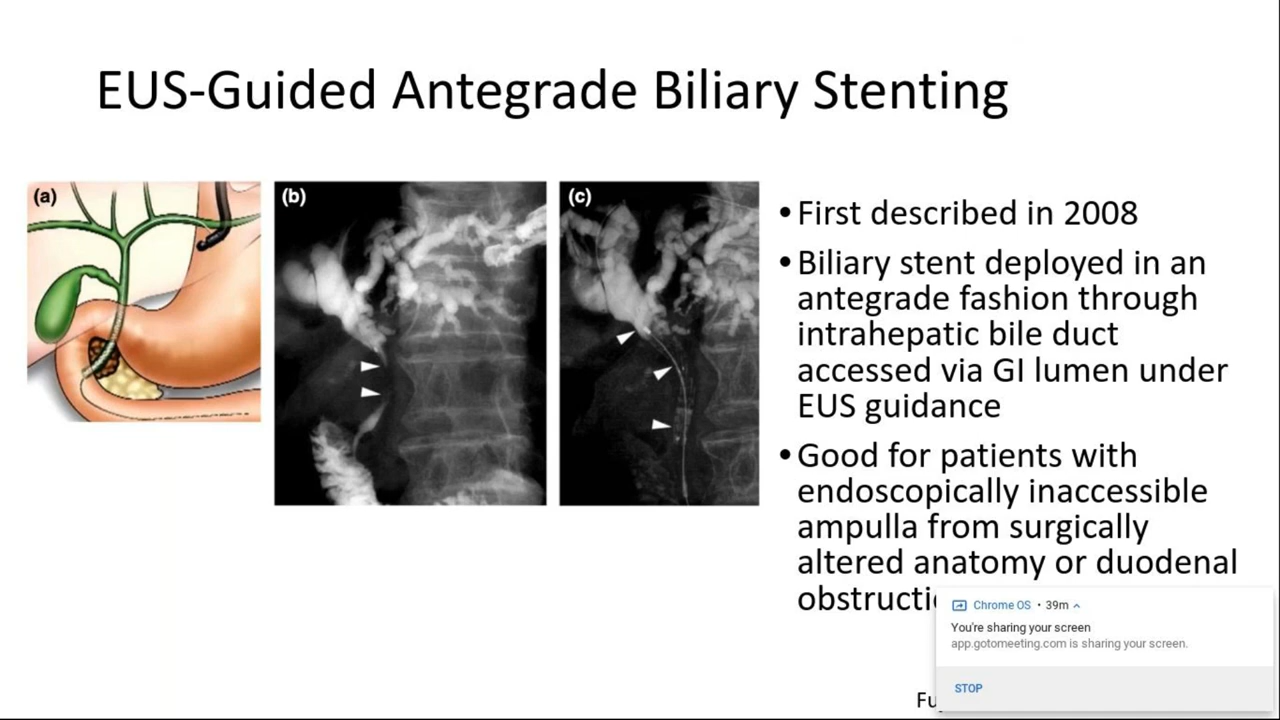 EUS-Guided Antegrade Biliary Stenting
(a)
(b)
(c)
• First described in 2008
• Biliary stent deployed in an
antegrade fashion through
intrahepatic bile duct
accessed via GI lumen under
EUS guidance
• Good for patients with
endoscopically inaccessible
ampulla from surgically
altered anatomy or duodenal
Chrome OS • 39m
You're sharing your screen
app.gotomeeting.com is sharing your screen.
STOP